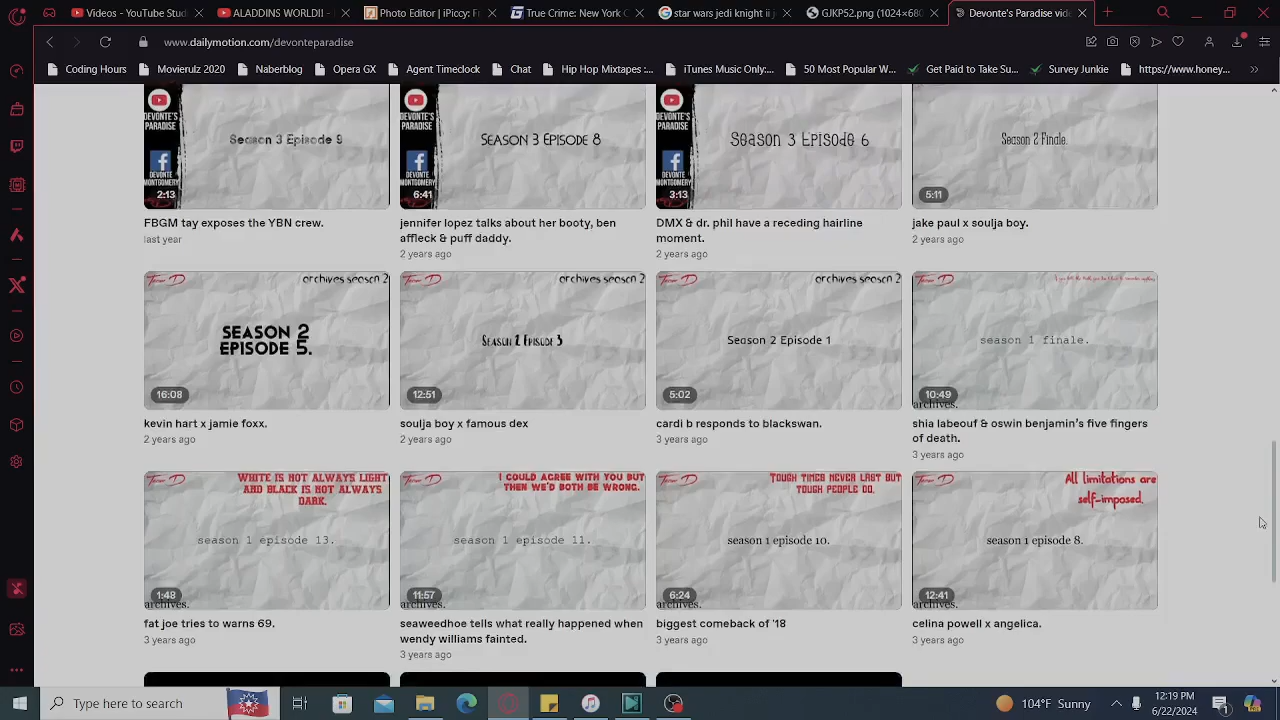 YouTube Vid
ALADDINS WORLD!! -
Photo Editor: iPiccy: F
True Crime: New York C
star wars jedi knight ii j
GJKP52.png (1024×68
Devonte's Paradise vid
www.dailymotion.com/devonteparadise
Coding Hours
Movierulz 2020
Naberblog
Opera GX
Agent Timeclock
Chat
Hip Hop Mixtapes :...
iTunes Music Only:...
50 Most Popular W...
Get Paid to Take Su...
Survey Junkie
https://www.honey...
DEVONTE'S
PARADISE
DEVONTE
MONTGOMERY
Season 3 Episode 9
2:13
DEVONTE'S
PARADISE
DEVONTE
MONTGOMERY
Season 3 Episode 8
6:41
DEVONTE'S
PARADISE
DEVONTE
MONTGOMERY
Season 3 Episode 6
3:13
Season 2 Finale.
5:11
FBGM tay exposes the YBN crew.
last year
jennifer lopez talks about her booty, ben
affleck & puff daddy.
2 years ago
DMX & dr. phil have a receding hairline
moment.
2 years ago
jake paul x soulja boy.
2 years ago
archives season 2
SEASON 2
EPISODE 5.
16:08
archives season 2
Season 2 Episode 3
12:51
archives season 2
Season 2 Episode 1
5:02
season 1 finale.
10:49
archives.
kevin hart x jamie foxx.
2 years ago
soulja boy x famous dex
2 years ago
cardi b responds to blackswan.
3 years ago
shia labeouf & oswin benjamin's five fingers
of death.
3 years ago
WHITE IS NOT ALWAYS LIGHT
AND BLACK IS NOT ALWAYS
DARK.
season 1 episode 13.
1:48
archives.
I COULD AGREE WITH YOU BUT
THEN WE'D BOTH BE WRONG.
season 1 episode 11.
11:57
archives.
TOUGH TIMES NEVER LAST BUT
TOUGH PEOPLE DO.
season 1 episode 10.
6:24
archives.
All limitations are
self-imposed.
season 1 episode 8.
12:41
archives.
fat joe tries to warns 69.
3 years ago
seaweedhoe tells what really happened when
wendy williams fainted.
3 years ago
biggest comeback of '18
3 years ago
celina powell x angelica.
3 years ago
Type here to search
104°F Sunny
12:19 PM
6/22/2024